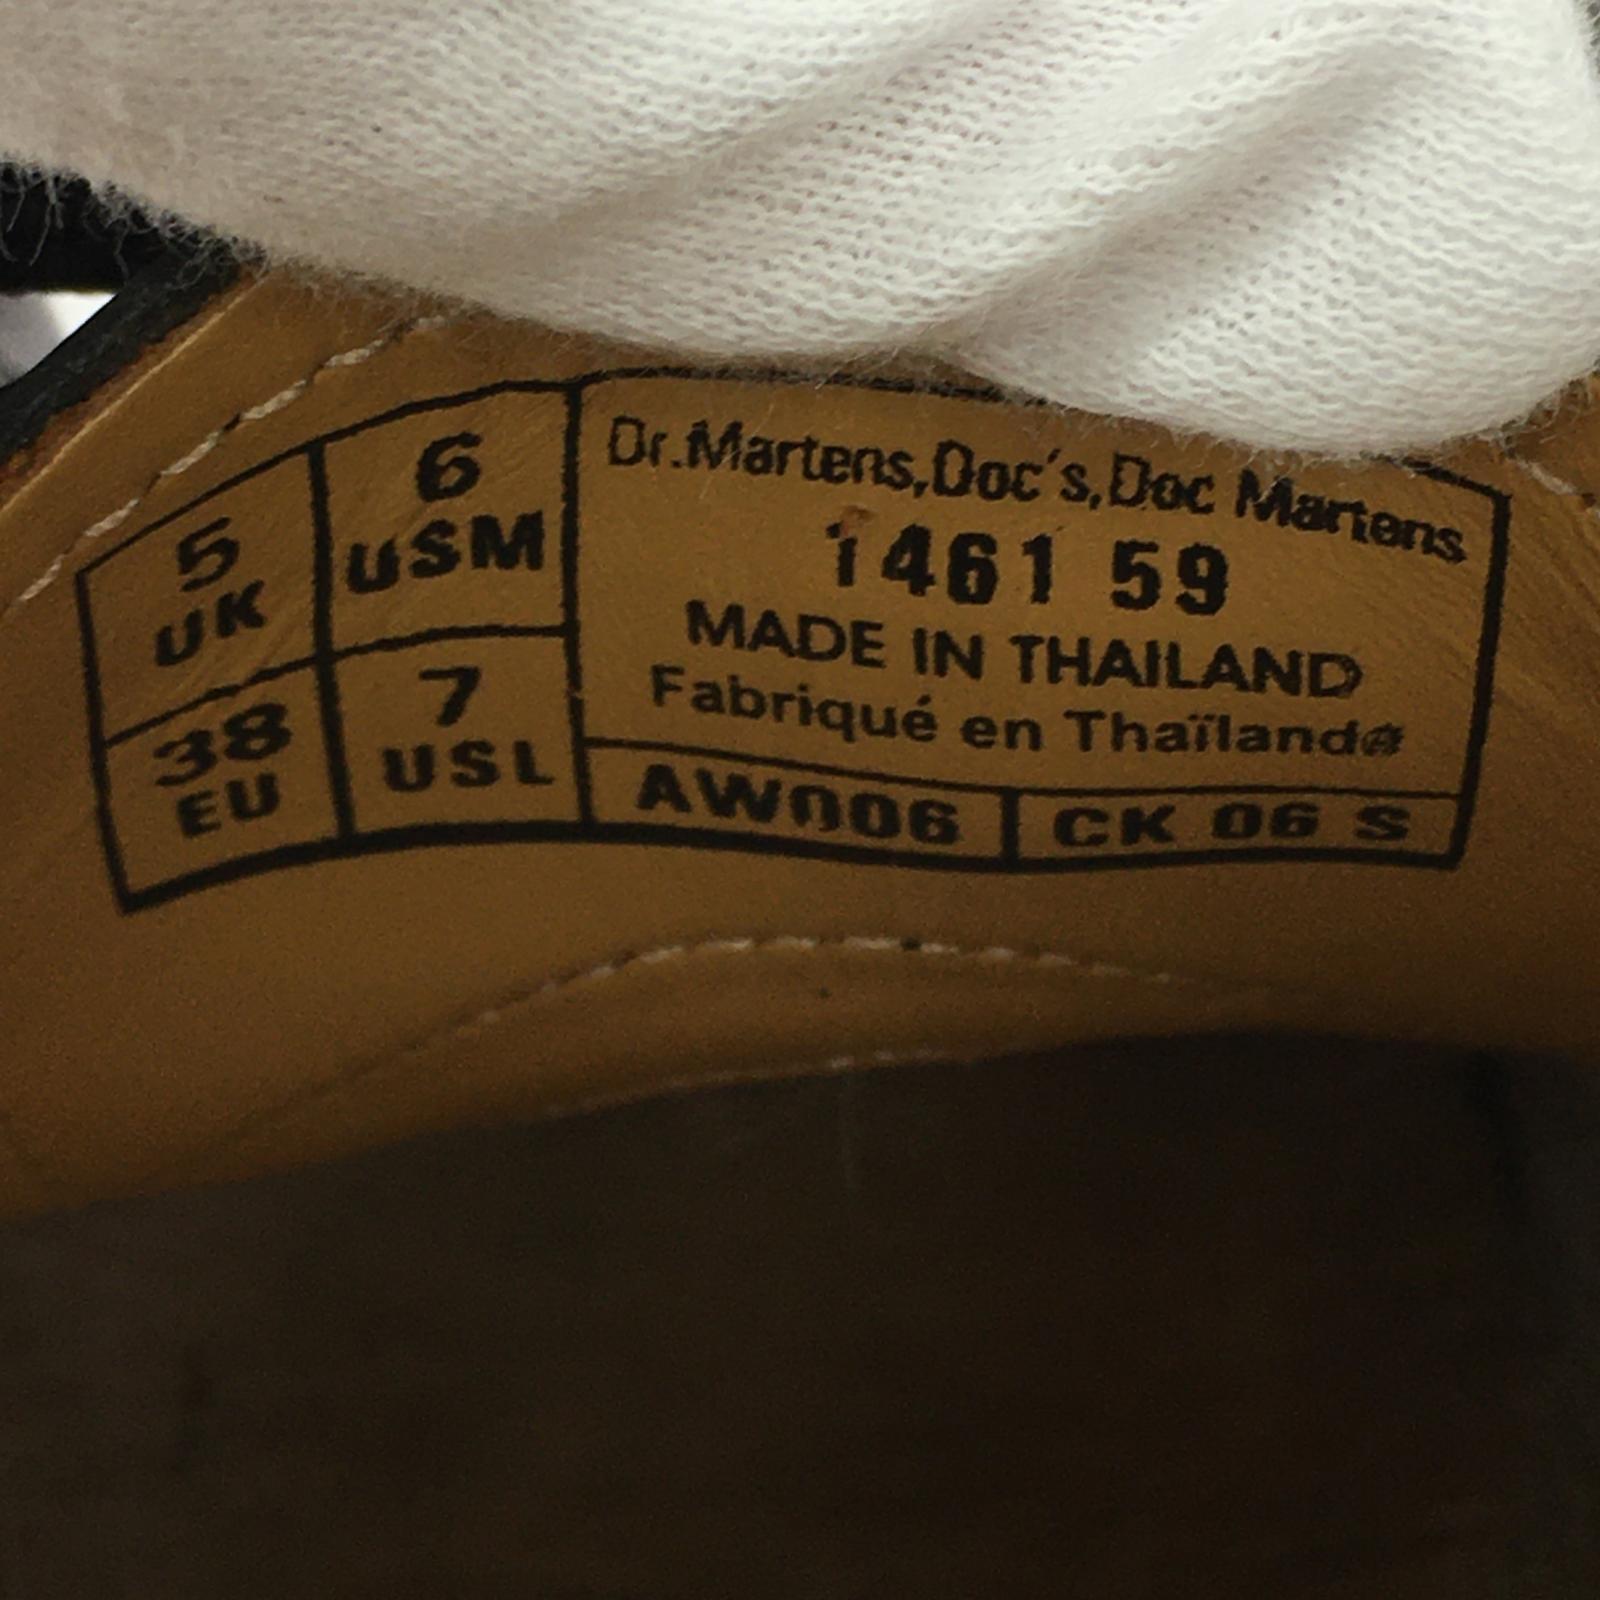 5
UK
6
USM
38
EU
7
USL
Dr.Martens,Doc's,Doc Martens
1461 59
MADE IN THAILAND
Fabriqué en Thaïlande
AW006
CK 06 S